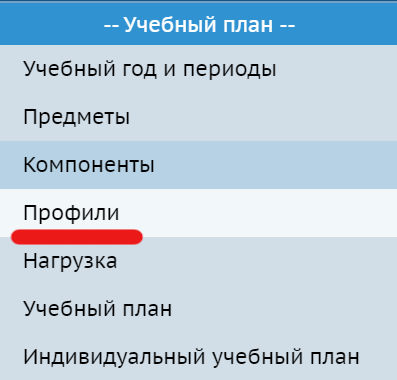 -- Учебный план --
Учебный год и периоды
Предметы
Компоненты
Профили
Нагрузка
Учебный план
Индивидуальный учебный план